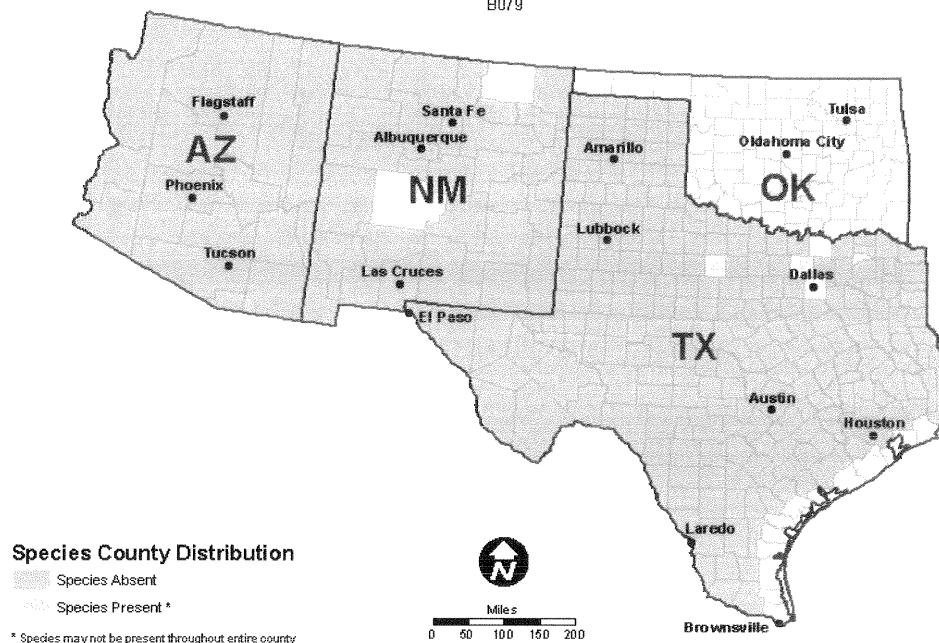 B079
Flagstaff
AZ
Phoenix
Tucson
Santa Fe
Albuquerque
NM
Las Cruces
El Paso
Amarillo
Lubbock
Tulsa
Oklahoma City
OK
Dallas
TX
Austin
Houston
Laredo
Brownsville
Species County Distribution
Species Absent
Species Present *
* Species may not be present throughout entire county
N
Miles
0 50 100 150 200